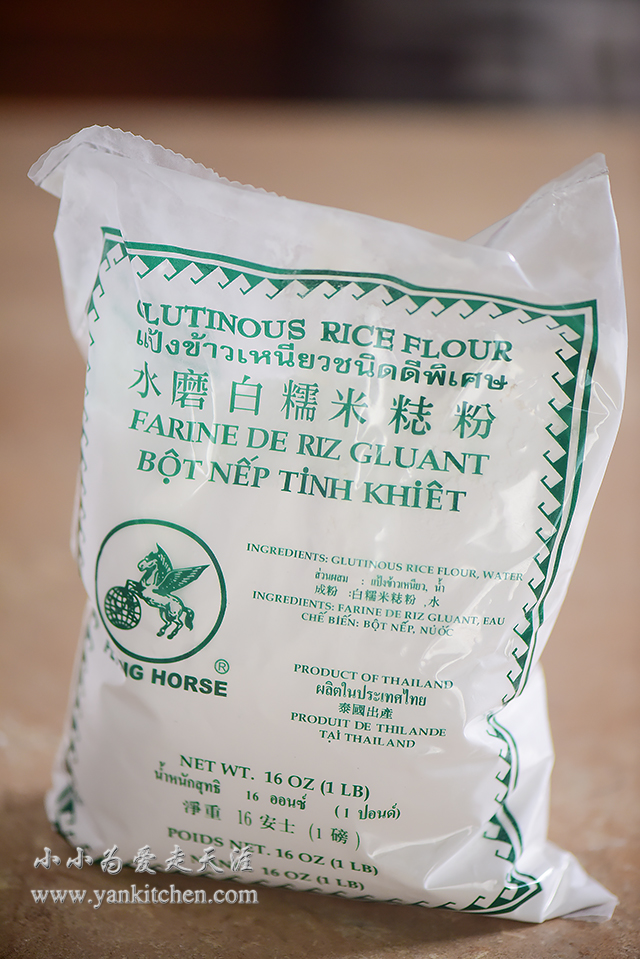 GLUTINOUS RICE FLOUR
แป้งข้าวเหนียวชนิดดีพิเศษ
水磨白糯米粉
FARINE DE RIZ GLUANT
BỘT NẾP TINH KHIẾT
INGREDIENTS: GLUTINOUS RICE FLOUR, WATER
ส่วนผสม : แป้งข้าวเหนียว, น้ำ
成粉 :白糯米粉 ,水
INGREDIENTS: FARINE DE RIZ GLUANT, EAU
CHẾ BIẾN: BỘT NẾP, NƯỚC
HORSE
®
PRODUCT OF THAILAND
ผลิตในประเทศไทย
泰國出產
PRODUIT DE THILANDE
TẠI THAILAND
NET WT. 16 OZ (1 LB)
น้ำหนักสุทธิ 16 ออนซ์ (1 ปอนด์)
淨重 16 安士 (1 磅)
POIDS NET. 16 OZ (1 LB)
16 OZ (1 LB)
小小为爱走天涯
www.yankitchen.com